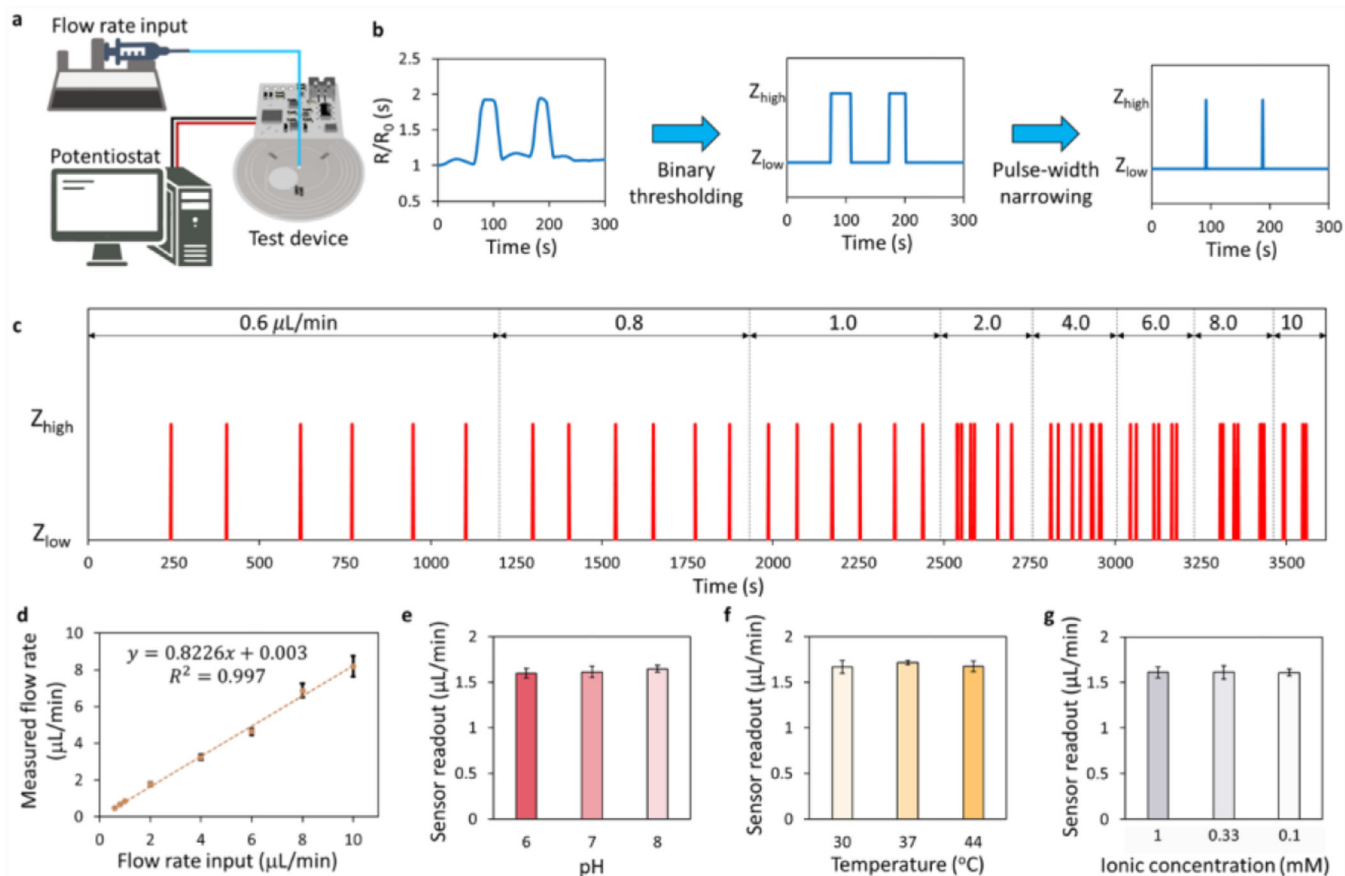 a
Flow rate input
Potentiostat
Test device
b
R/R0 (s)
2.5
2
1.5
1
0.5
0 100 200 300
Time (s)
Binary
thresholding
Zhigh
Zlow
0 100 200 300
Time (s)
Pulse-width
narrowing
Zhigh
Zlow
0 100 200 300
Time (s)
c
0.6 μL/min 0.8 1.0 2.0 4.0 6.0 8.0 10
Zhigh
Zlow
0 250 500 750 1000 1250 1500 1750 2000 2250 2500 2750 3000 3250 3500
Time (s)
d
Measured flow rate
(μL/min)
10
8
6
4
2
0
y = 0.8226x + 0.003
R² = 0.997
0 2 4 6 8 10
Flow rate input (μL/min)
e
Sensor readout (μL/min)
2
1.5
1
0.5
0
6 7 8
pH
f
Sensor readout (μL/min)
2
1.5
1
0.5
0
30 37 44
Temperature (°C)
g
Sensor readout (μL/min)
2
1.5
1
0.5
0
1 0.33 0.1
Ionic concentration (mM)